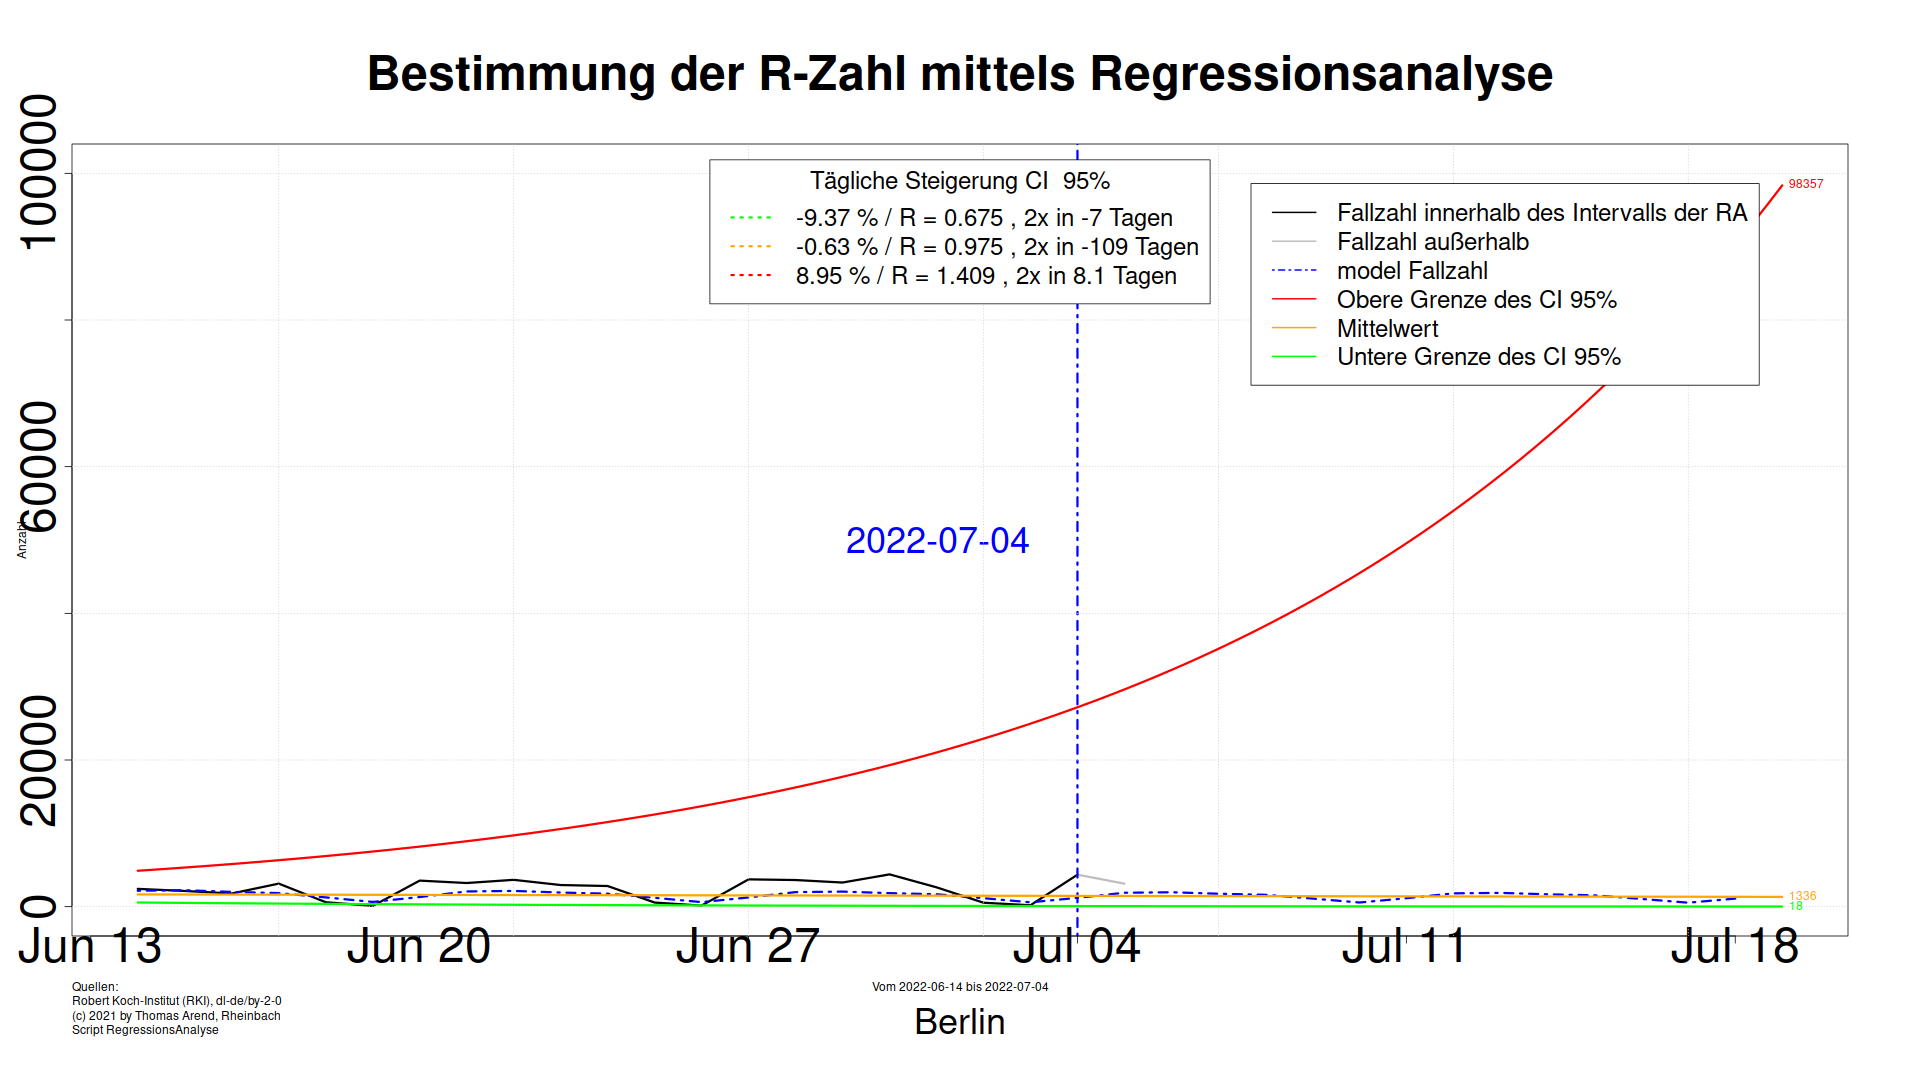 Bestimmung der R-Zahl mittels Regressionsanalyse
Tägliche Steigerung CI  95%
-9.37 % / R = 0.675 , 2x in -7 Tagen
-0.63 % / R = 0.975 , 2x in -109 Tagen
8.95 % / R = 1.409 , 2x in 8.1 Tagen
Fallzahl innerhalb des Intervalls der RA
Fallzahl außerhalb
model Fallzahl
Obere Grenze des CI 95%
Mittelwert
Untere Grenze des CI 95%
98357
2022-07-04
1336
18
100000
60000
20000
0
Anzahl
Jun 13
Jun 20
Jun 27
Jul 04
Jul 11
Jul 18
Vom 2022-06-14 bis 2022-07-04
Berlin
Quellen:
Robert Koch-Institut (RKI), dl-de/by-2-0
(c) 2021 by Thomas Arend, Rheinbach
Script RegressionsAnalyse